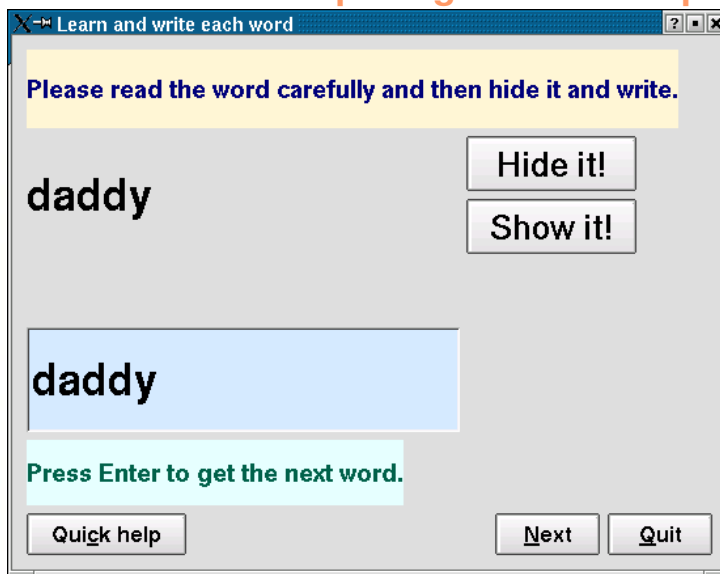 Learn and write each word
Please read the word carefully and then hide it and write.
daddy
Hide it!
Show it!
daddy
Press Enter to get the next word.
Quick help
Next
Quit